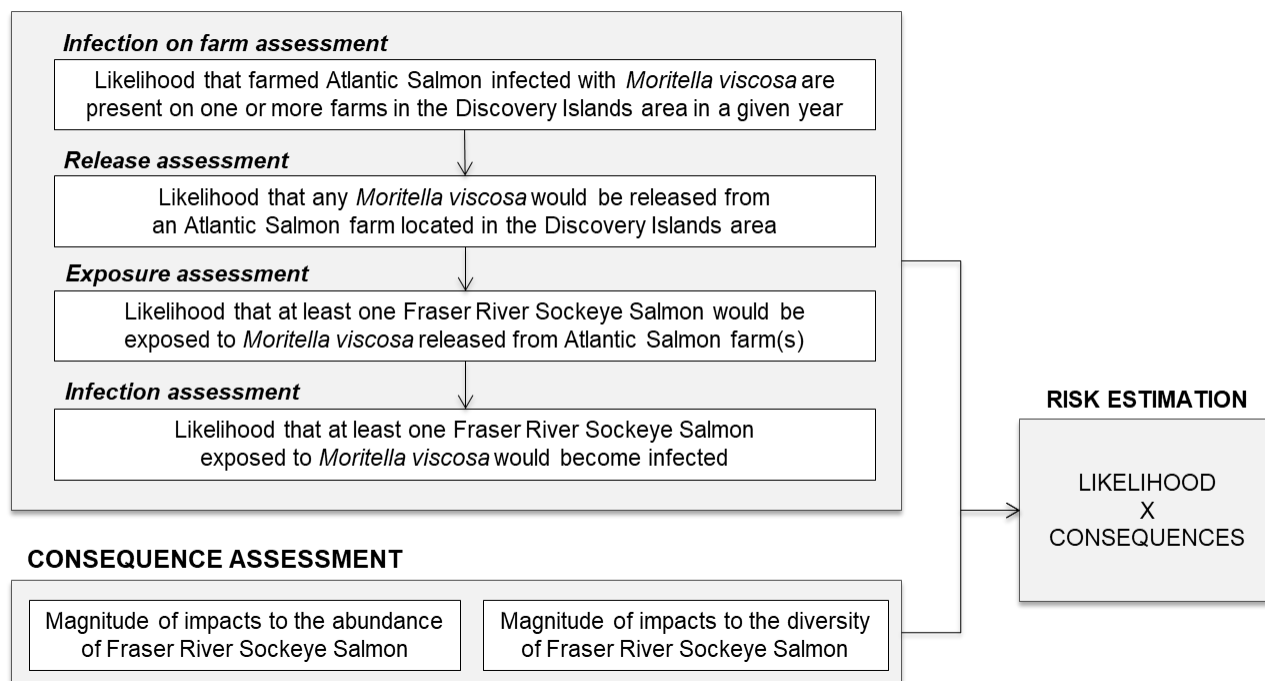 Infection on farm assessment
Likelihood that farmed Atlantic Salmon infected with Moritella viscosa are
present on one or more farms in the Discovery Islands area in a given year
Release assessment
Likelihood that any Moritella viscosa would be released from
an Atlantic Salmon farm located in the Discovery Islands area
Exposure assessment
Likelihood that at least one Fraser River Sockeye Salmon would be
exposed to Moritella viscosa released from Atlantic Salmon farm(s)
Infection assessment
Likelihood that at least one Fraser River Sockeye Salmon
exposed to Moritella viscosa would become infected
RISK ESTIMATION
LIKELIHOOD
X
CONSEQUENCES
CONSEQUENCE ASSESSMENT
Magnitude of impacts to the abundance
of Fraser River Sockeye Salmon
Magnitude of impacts to the diversity
of Fraser River Sockeye Salmon